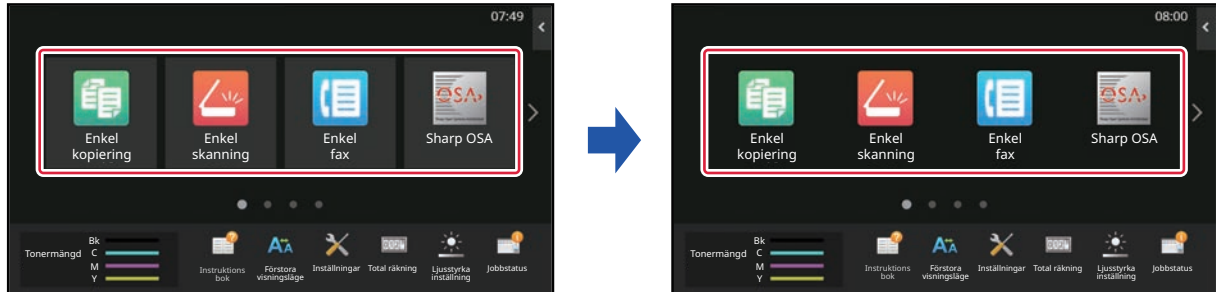 07:49
Enkel
kopiering
Enkel
skanning
Enkel
fax
OSA
Sharp OSA
Tonermängd
Bk
C
M
Y
Instruktions
bok
Förstora
visningsläge
Inställningar
Total räkning
Ljusstyrka
inställning
Jobbstatus
08:00
Enkel
kopiering
Enkel
skanning
Enkel
fax
OSA
Sharp OSA
Tonermängd
Bk
C
M
Y
Instruktions
bok
Förstora
visningsläge
Inställningar
Total räkning
Ljusstyrka
inställning
Jobbstatus